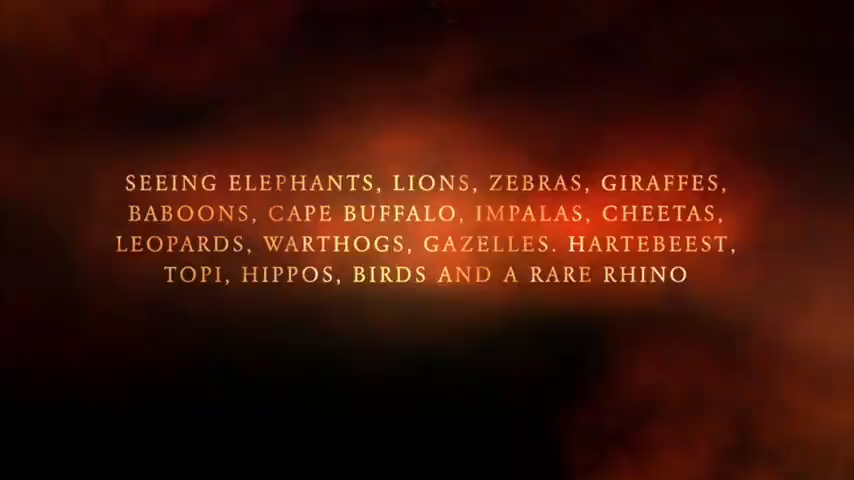 SEEING ELEPHANTS, LIONS, ZEBRAS, GIRAFFES,
BABOONS, CAPE BUFFALO, IMPALAS, CHEETAS,
LEOPARDS, WARTHOGS, GAZELLES. HARTEBEEST,
TOPI, HIPPOS, BIRDS AND A RARE RHINO